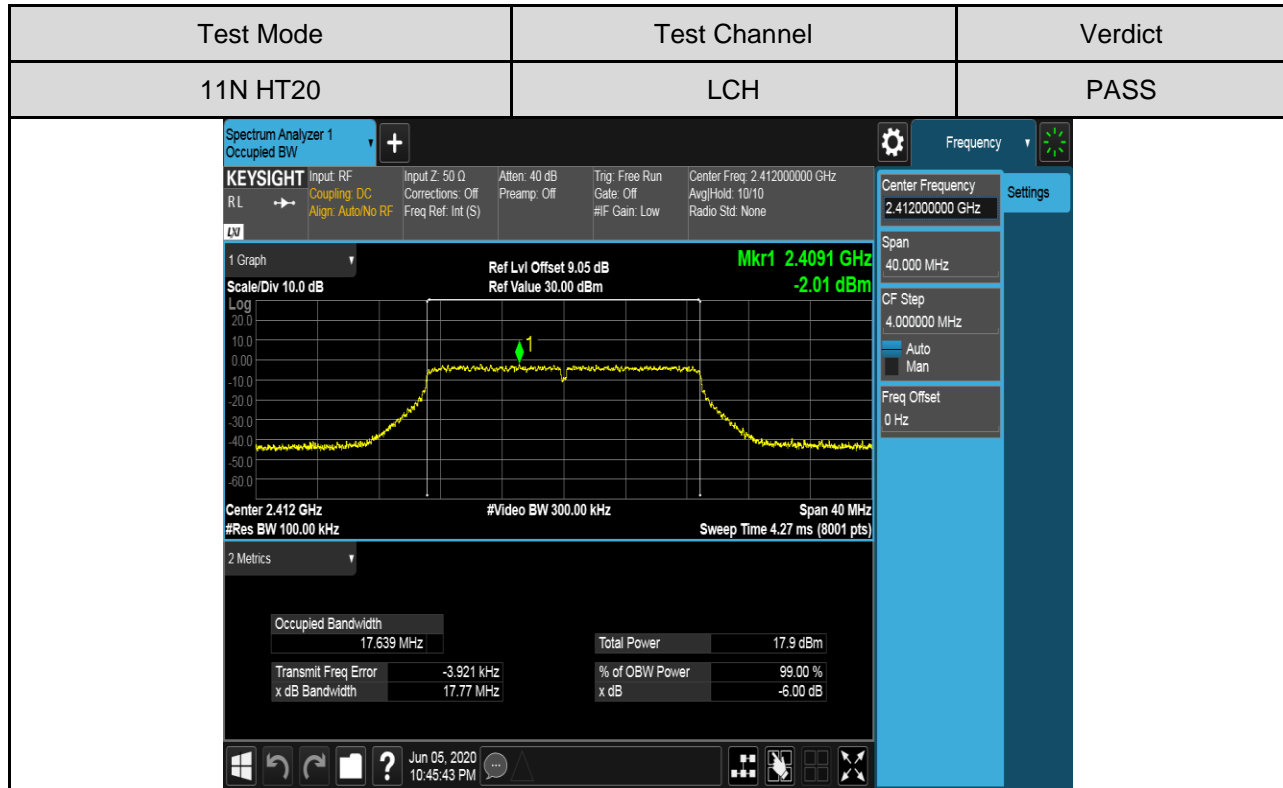 Test Mode Test Channel Verdict
11N HT20 LCH PASS
Spectrum Analyzer 1
Occupied BW
+
Frequency
KEYSIGHT
RL
LXI
Input: RF
Coupling: DC
Align: Auto/No RF
Input Z: 50 Ω
Corrections: Off
Freq Ref: Int (S)
Atten: 40 dB
Preamp: Off
Trig: Free Run
Gate: Off
#IF Gain: Low
Center Freq: 2.412000000 GHz
Avg|Hold: 10/10
Radio Std: None
Center Frequency
2.412000000 GHz
Settings
Span
40.000 MHz
CF Step
4.000000 MHz
Auto
Man
Freq Offset
0 Hz
1 Graph
Scale/Div 10.0 dB
Ref Lvl Offset 9.05 dB
Ref Value 30.00 dBm
Mkr1 2.4091 GHz
-2.01 dBm
Log
20.0
10.0
0.00
-10.0
-20.0
-30.0
-40.0
-50.0
-60.0
1
Center 2.412 GHz
#Res BW 100.00 kHz
#Video BW 300.00 kHz
Span 40 MHz
Sweep Time 4.27 ms (8001 pts)
2 Metrics
Occupied Bandwidth
17.639 MHz
Total Power 17.9 dBm
Transmit Freq Error -3.921 kHz
% of OBW Power 99.00 %
x dB Bandwidth 17.77 MHz
x dB -6.00 dB
?
Jun 05, 2020
10:45:43 PM